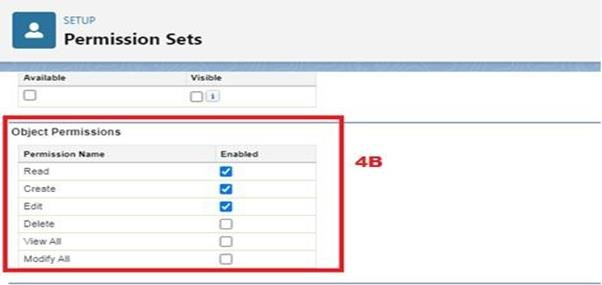 SETUP
Permission Sets
Available Visible
i
Object Permissions
Permission Name Enabled
Read
Create
Edit
Delete
View All
Modify All
4B